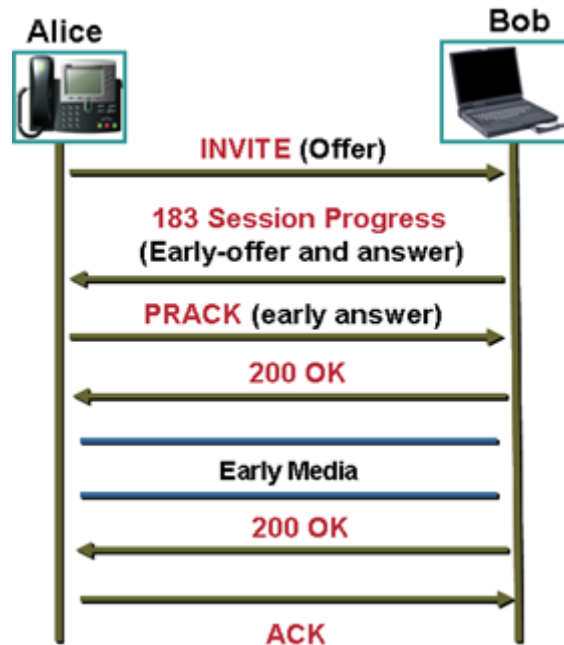 Alice
Bob
INVITE (Offer)
183 Session Progress
(Early-offer and answer)
PRACK (early answer)
200 OK
Early Media
200 OK
ACK